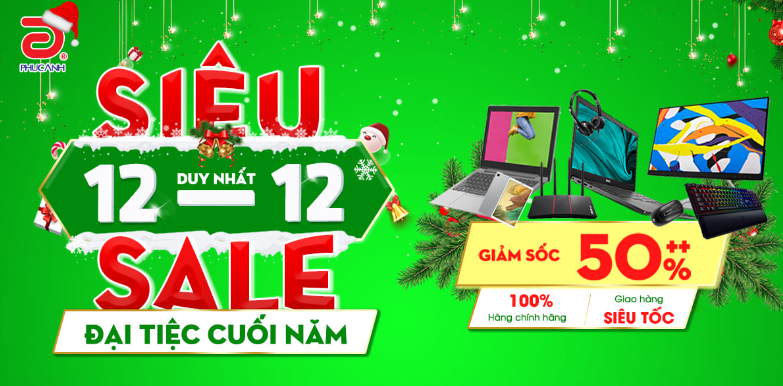 PHUCANH
®
SIÊU
12 DUY NHẤT 12
SALE
ĐẠI TIỆC CUỐI NĂM
GIẢM SỐC 50++%
100%
Hàng chính hãng
Giao hàng
SIÊU TỐC